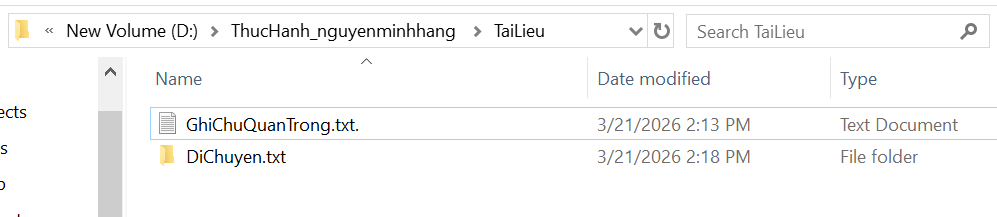 « New Volume (D:) > ThucHanh_nguyenminhhang > TaiLieu Search TaiLieu
Name Date modified Type
GhiChuQuanTrong.txt. 3/21/2026 2:13 PM Text Document
DiChuyen.txt 3/21/2026 2:18 PM File folder
ects
s